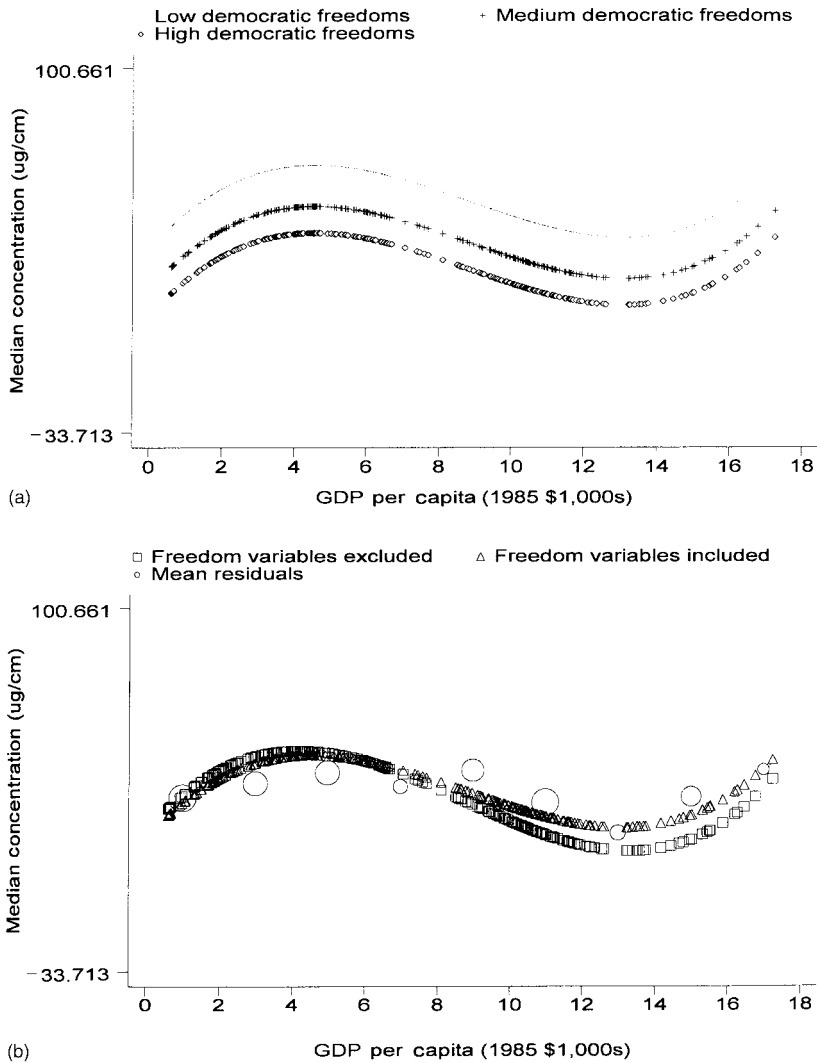 Low democratic freedoms + Medium democratic freedoms
◇ High democratic freedoms
100.661
Median concentration (ug/cm)
−33.713
0 2 4 6 8 10 12 14 16 18
GDP per capita (1985 $1,000s)
(a)
□ Freedom variables excluded △ Freedom variables included
○ Mean residuals
100.661
Median concentration (ug/cm)
−33.713
0 2 4 6 8 10 12 14 16 18
GDP per capita (1985 $1,000s)
(b)